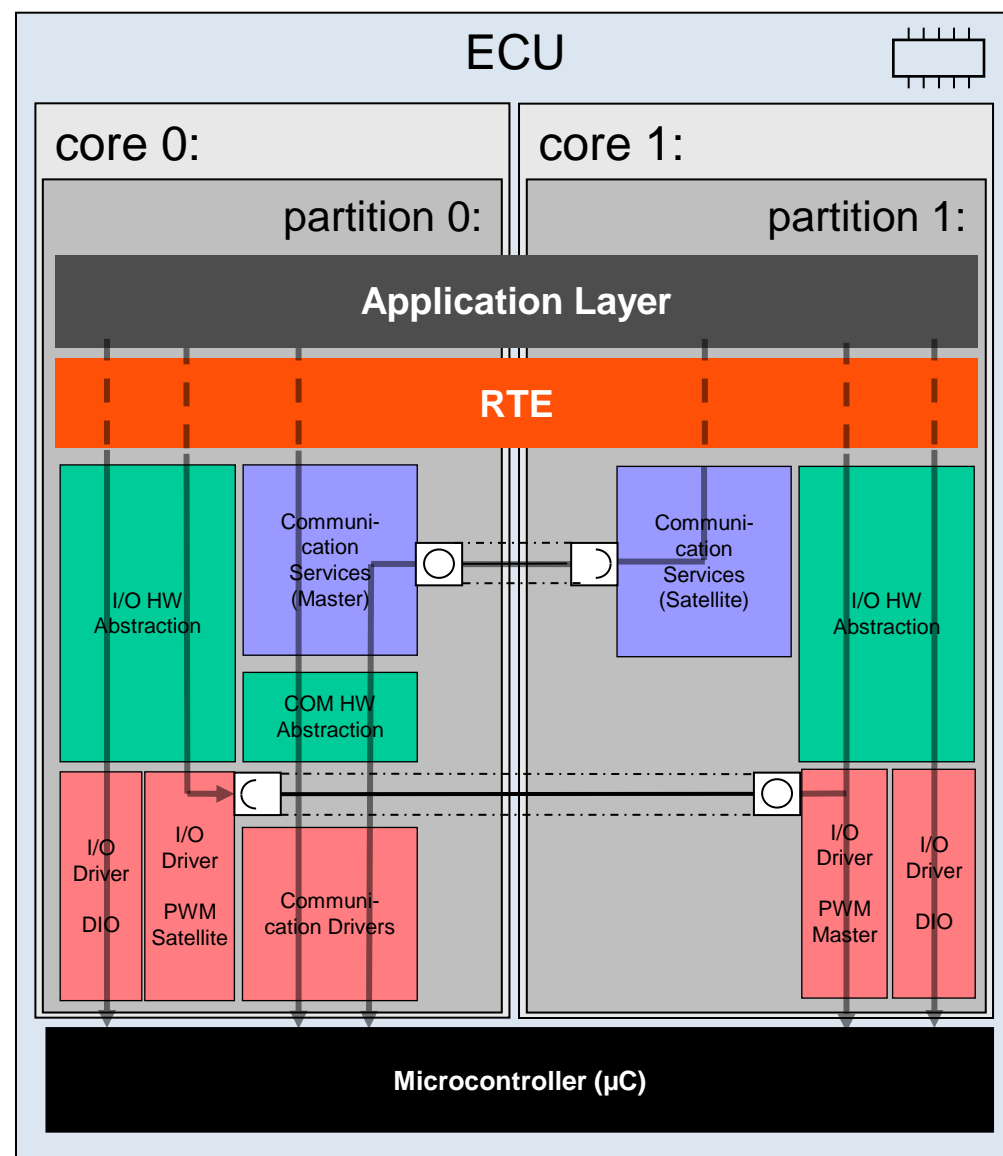 ECU
core 0:
core 1:
partition 0:
partition 1:
Application Layer
RTE
I/O HW
Abstraction
Communi-
cation
Services
(Master)
Communi-
cation
Services
(Satellite)
I/O HW
Abstraction
COM HW
Abstraction
I/O
Driver
DIO
I/O
Driver
PWM
Satellite
Communi-
cation Drivers
I/O
Driver
PWM
Master
I/O
Driver
DIO
Microcontroller (µC)